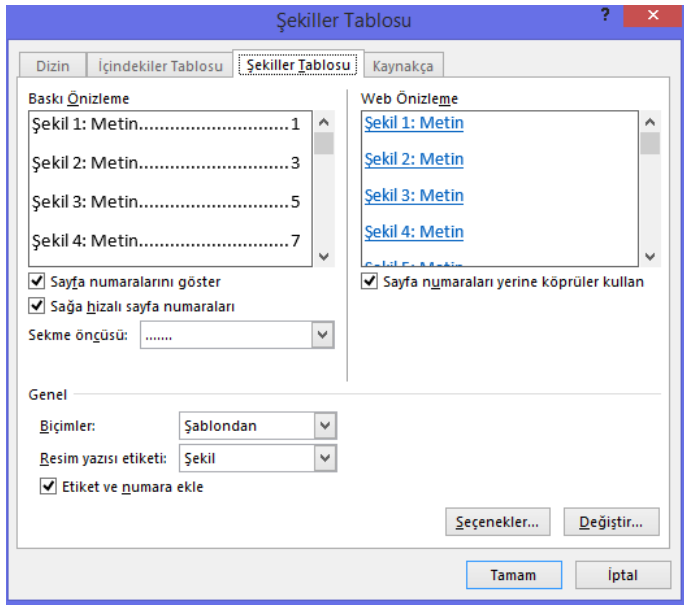 Şekiller Tablosu
?
Dizin
İçindekiler Tablosu
Şekiller Tablosu
Kaynakça
Baskı Önizleme
Şekil 1: Metin..............................1
Şekil 2: Metin..............................3
Şekil 3: Metin..............................5
Şekil 4: Metin..............................7
Sayfa numaralarını göster
Sağa hizalı sayfa numaraları
Sekme öncüsü: .......
Web Önizleme
Şekil 1: Metin
Şekil 2: Metin
Şekil 3: Metin
Şekil 4: Metin
Şekil 5: Metin
Sayfa numaraları yerine köprüler kullan
Genel
Biçimler: Şablondan
Resim yazısı etiketi: Şekil
Etiket ve numara ekle
Seçenekler... Değiştir...
Tamam İptal